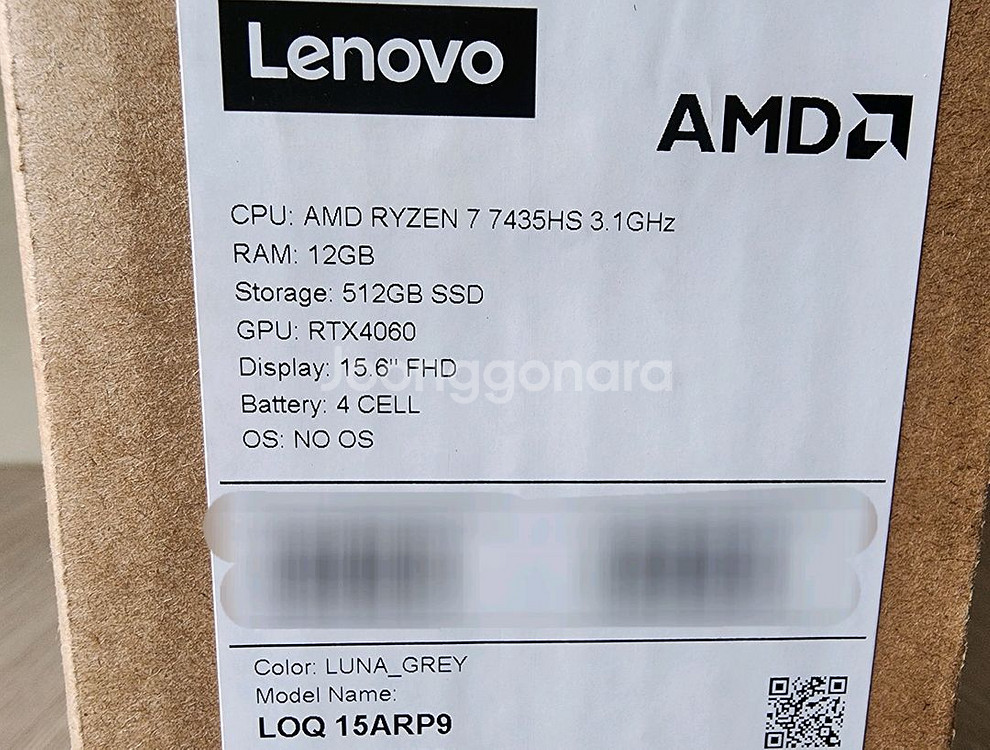 Lenovo
AMD
CPU: AMD RYZEN 7 7435HS 3.1GHz
RAM: 12GB
Storage: 512GB SSD
GPU: RTX4060
Display: 15.6" FHD
Joonggonara
Battery: 4 CELL
OS: NO OS
Color: LUNA_GREY
Model Name:
LOQ 15ARP9